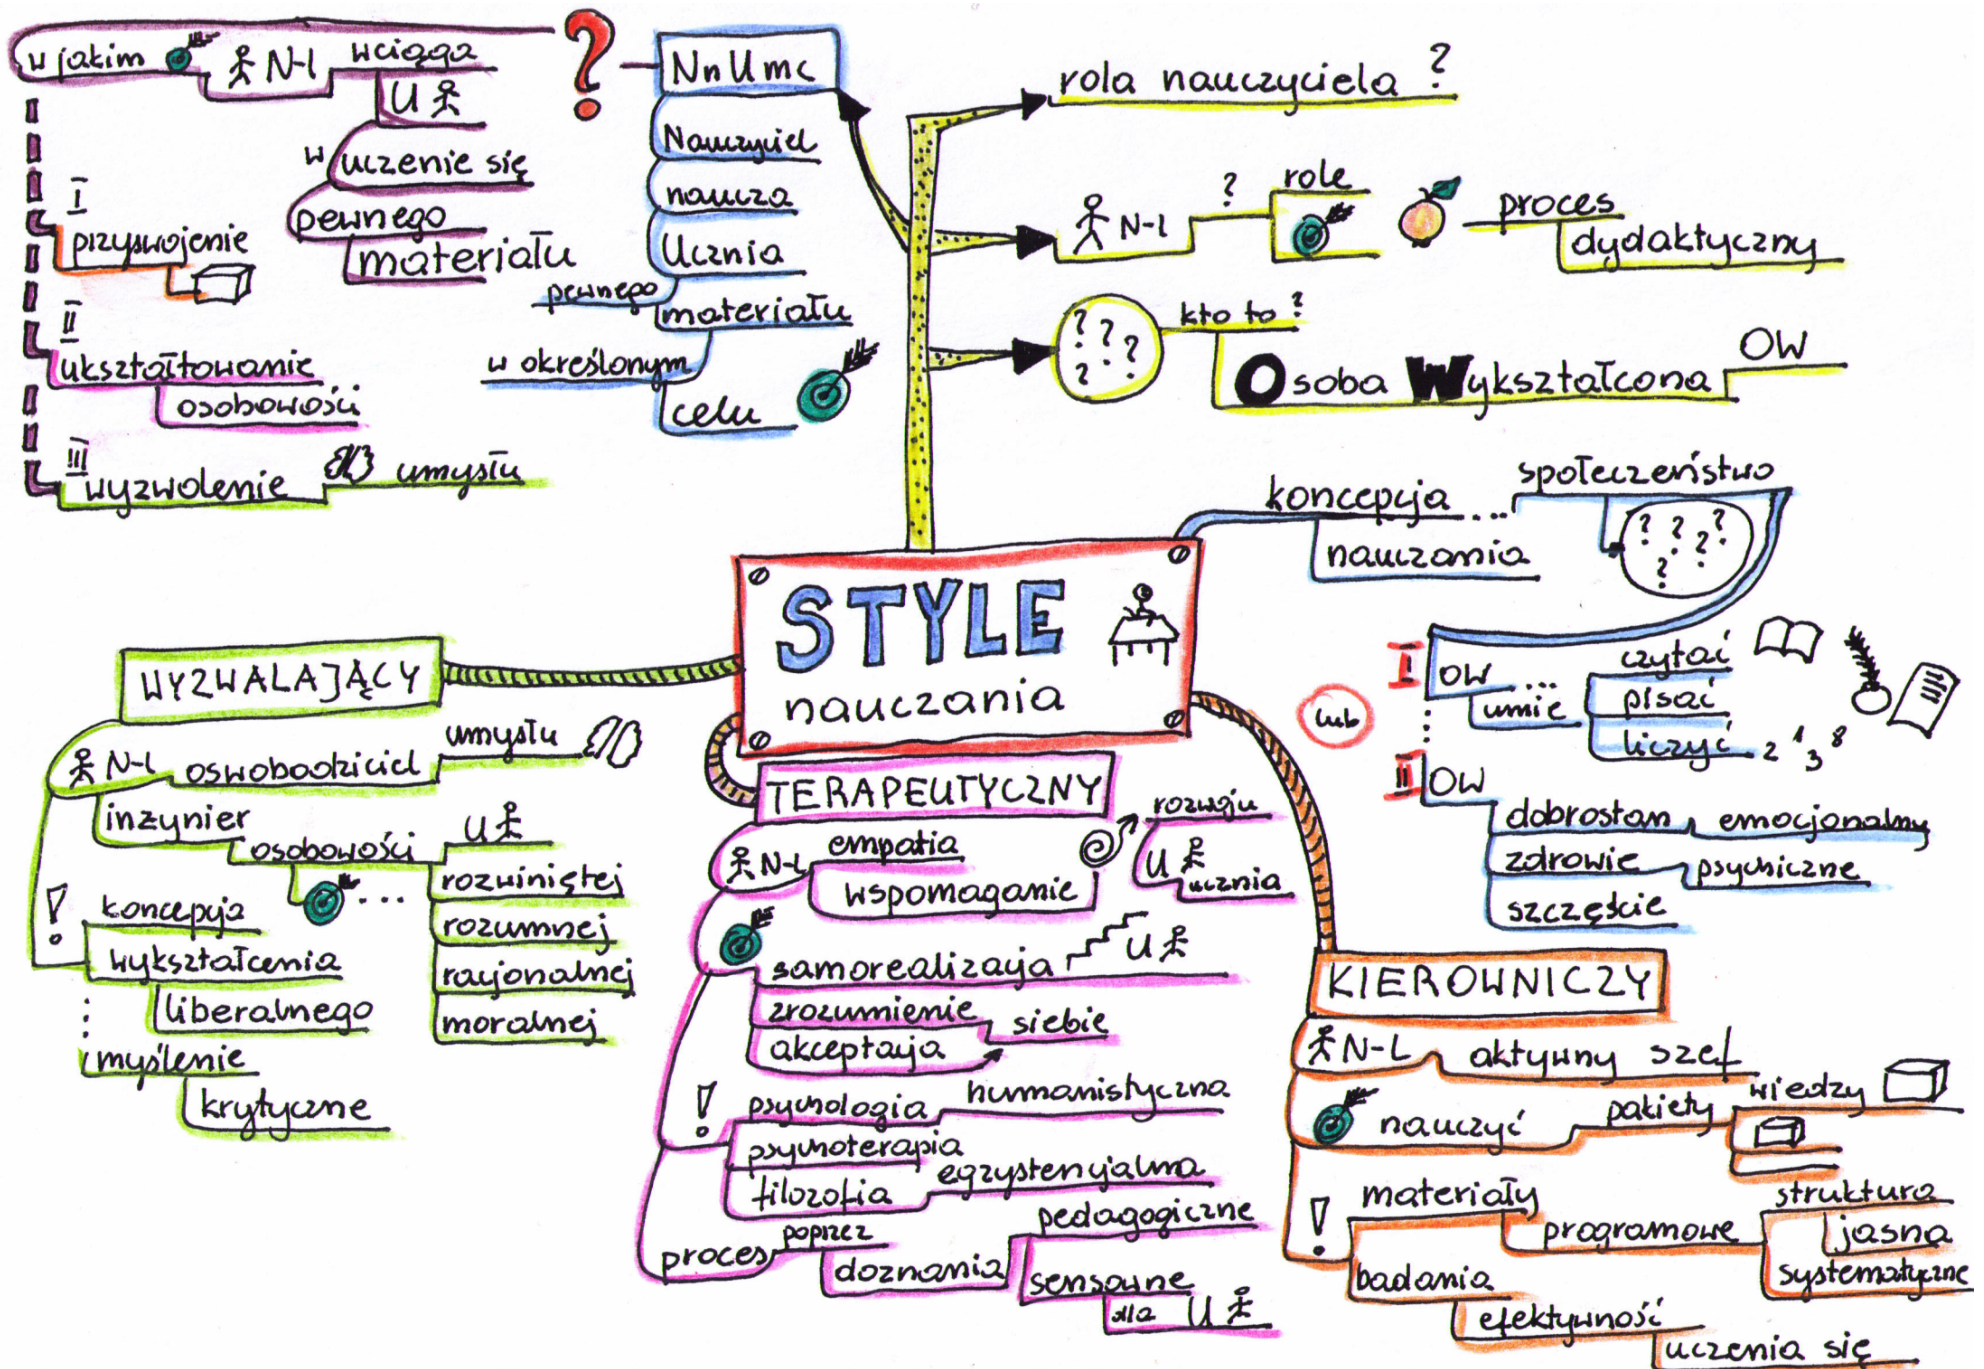 STYLE
nauczania
rola nauczyciela ?
N-l
?
role
proces
dydaktyczny
? ? ? ? ?
kto to ?
Osoba Wykształcona
OW
NnUmc
Nauczyciel
naucza
Ucznia
pewnego
materiału
w określonym
celu
?
w jakim
N-l
wciąga
U
w
uczenie się
pewnego
materiału
I
przyswojenie
II
ukształtowanie
osobowości
III
wyzwolenie
umysłu
koncepcja ...
nauczania
społeczeństwo
? ? ? ? ?
I
OW ...
umie
czytać
pisać
liczyć
2 1 3 8
lub
II
OW
dobrostan
emocjonalny
zdrowie
psychiczne
szczęście
KIEROWNICZY
N-L
aktywny szef
nauczyć
pakiety
wiedzy
!
materiały
programowe
struktura
jasna
systematyczne
badania
efektywność
uczenia się
TERAPEUTYCZNY
N-L
empatia
wspomaganie
rozwoju
U
ucznia
samorealizacja
U
zrozumienie
siebie
akceptacja
!
psychologia
humanistyczna
psychoterapia
filozofia
egzystencjalna
proces
poprzez
doznania
pedagogiczne
sensowne
dla U
WYZWALAJĄCY
N-L
oswobodziciel
umysłu
inżynier
osobowości
U
...
rozwiniętej
rozumnej
racjonalnej
moralnej
!
koncepcja
wykształcenia
liberalnego
myślenie
krytyczne